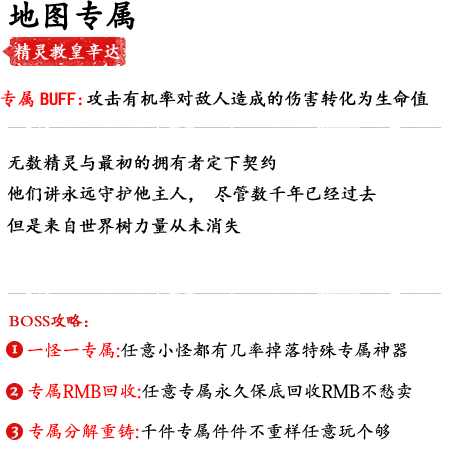 地图专属
精灵教皇辛达
专属 BUFF: 攻击有机率对敌人造成的伤害转化为生命值
无数精灵与最初的拥有者定下契约
他们讲永远守护他主人， 尽管数千年已经过去
但是来自世界树力量从未消失
BOSS攻略:
1 一怪一专属:任意小怪都有几率掉落特殊专属神器
2 专属RMB回收:任意专属永久保底回收RMB不愁卖
3 专属分解重铸:千件专属件件不重样任意玩个够